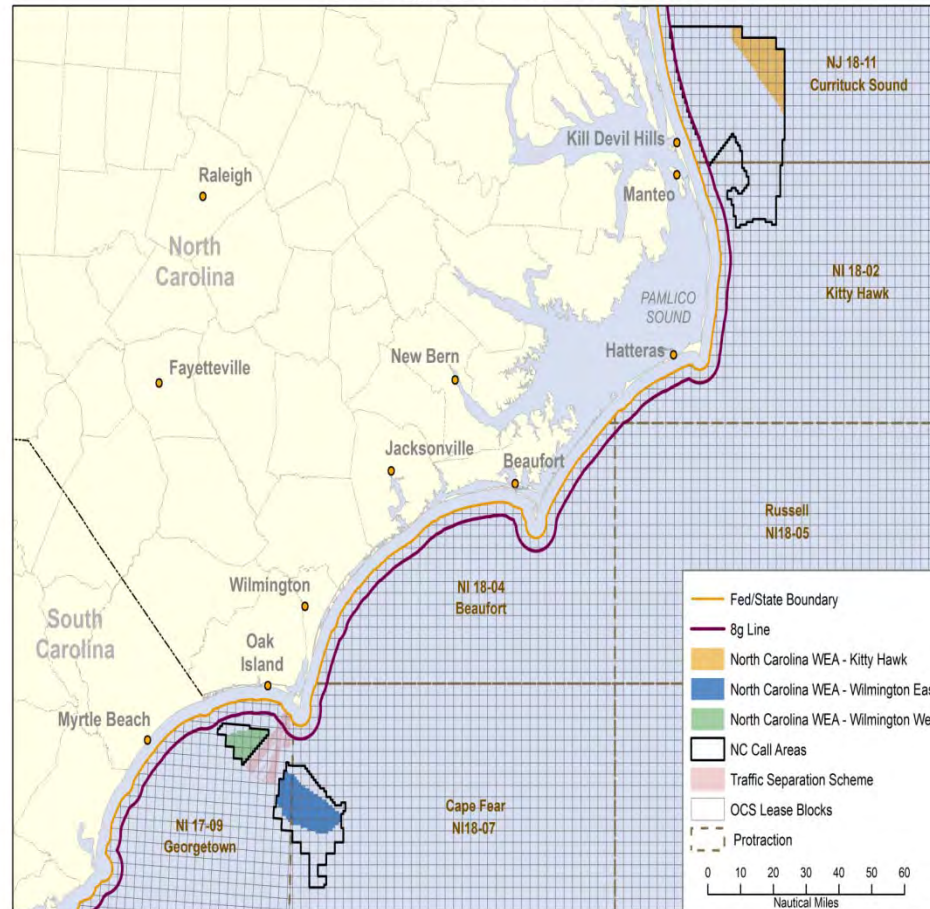 NJ 18-11
Currituck Sound
Kill Devil Hills
Raleigh
Manteo
North
Carolina
NI 18-02
Kitty Hawk
PAMLICO
SOUND
Hatteras
New Bern
Fayetteville
Jacksonville
Beaufort
Russell
NI18-05
NI 18-04
Beaufort
Wilmington
South
Carolina
Oak
Island
Myrtle Beach
Cape Fear
NI18-07
NI 17-09
Georgetown
Fed/State Boundary
8g Line
North Carolina WEA - Kitty Hawk
North Carolina WEA - Wilmington Eas
North Carolina WEA - Wilmington We
NC Call Areas
Traffic Separation Scheme
OCS Lease Blocks
Protraction
0 10 20 30 40 50 60
Nautical Miles